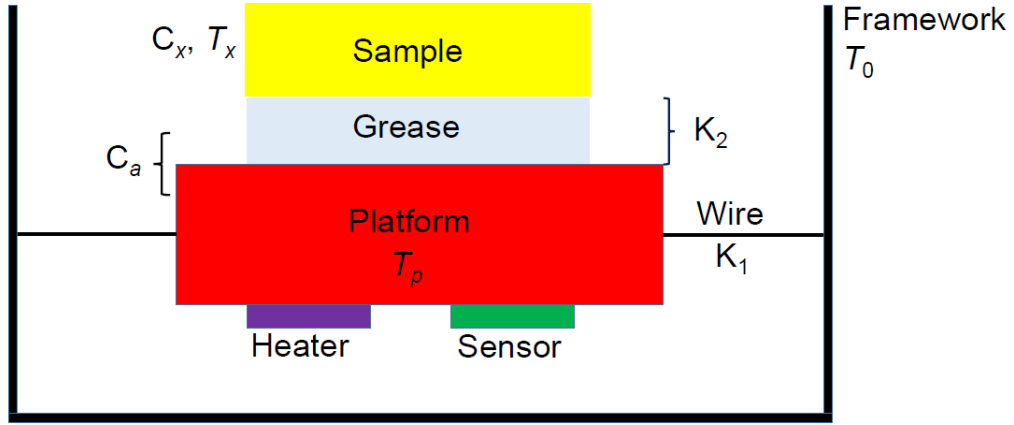 Framework
T0
Cx, Tx
Sample
Grease
K2
Ca
Wire
Platform
K1
Tp
Heater
Sensor